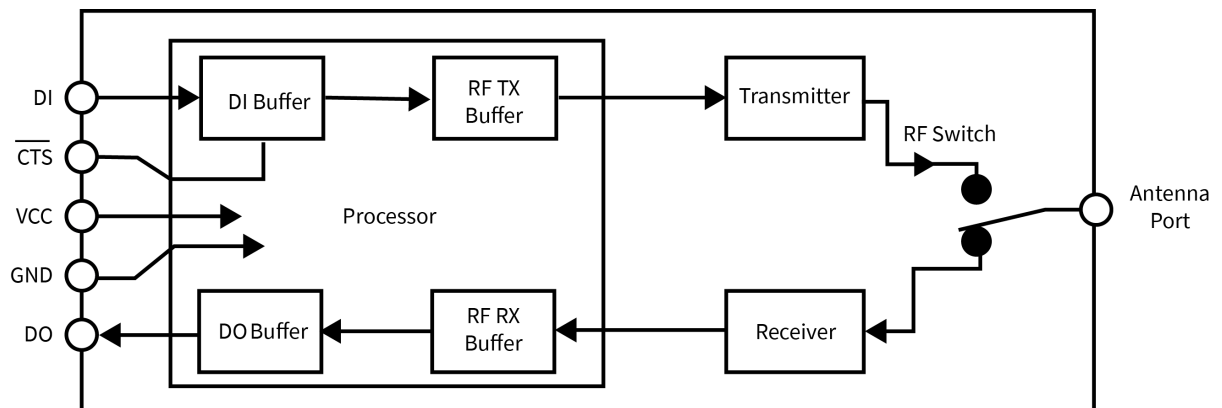 DI
DI Buffer
RF TX
Buffer
Transmitter
RF Switch
CTS
VCC
Processor
Antenna
Port
GND
DO
DO Buffer
RF RX
Buffer
Receiver